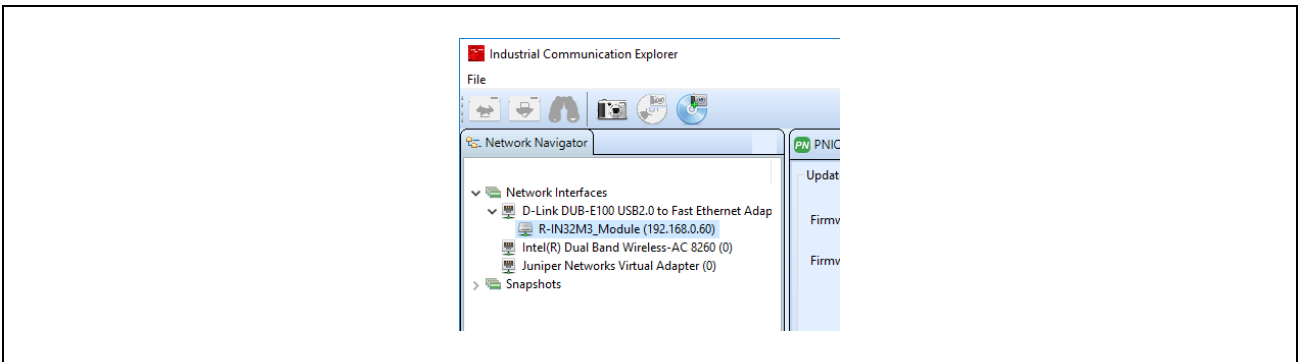 Industrial Communication Explorer
File
Network Navigator
PN PNIC
Updat
Network Interfaces
D-Link DUB-E100 USB2.0 to Fast Ethernet Adap
Firmw
R-IN32M3_Module (192.168.0.60)
Intel(R) Dual Band Wireless-AC 8260 (0)
Juniper Networks Virtual Adapter (0)
Firmw
Snapshots